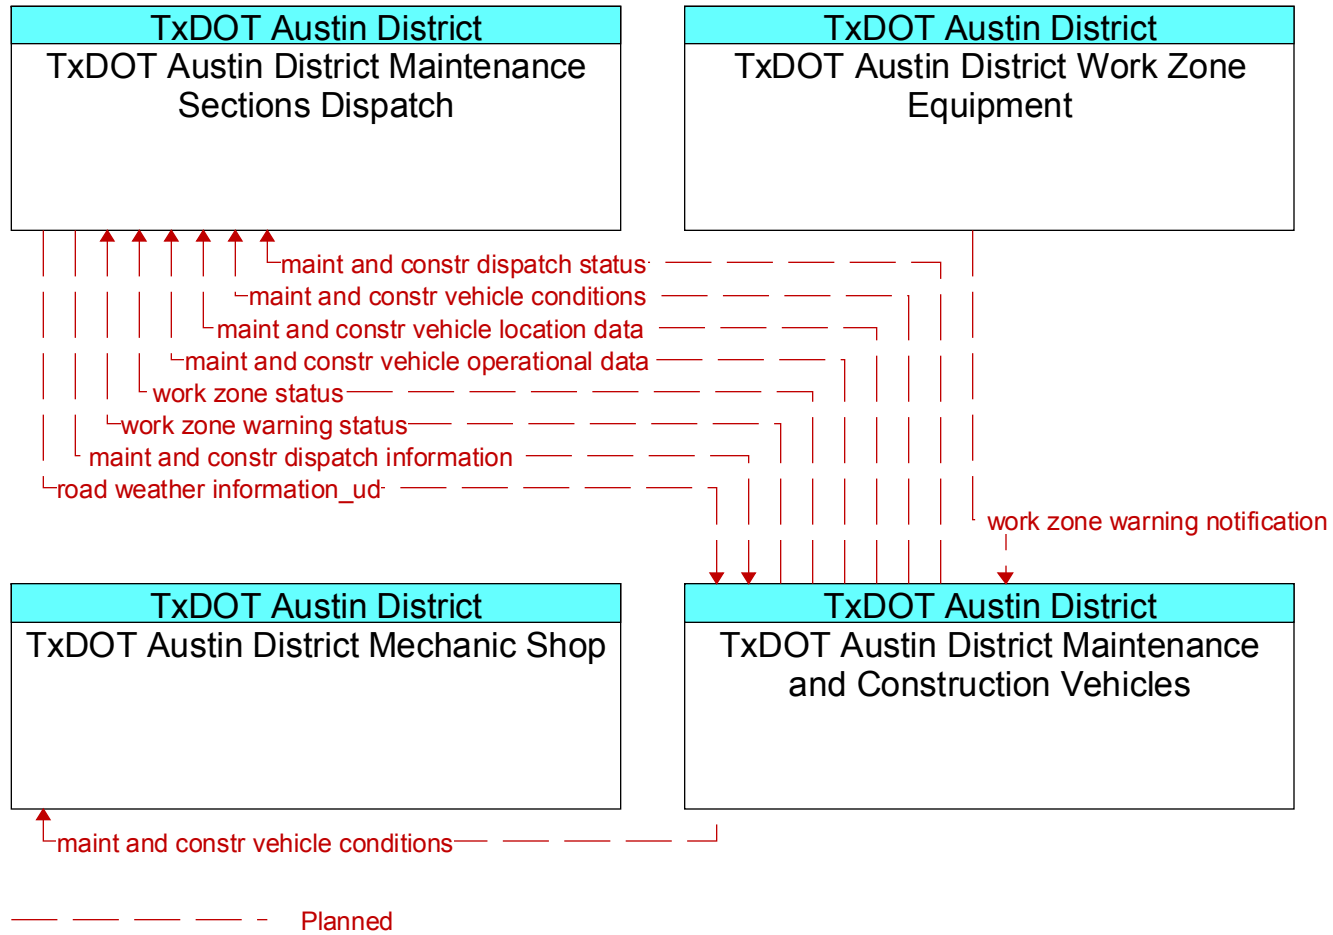 TxDOT Austin District
TxDOT Austin District Maintenance
Sections Dispatch
TxDOT Austin District
TxDOT Austin District Work Zone
Equipment
maint and constr dispatch status
maint and constr vehicle conditions
maint and constr vehicle location data
maint and constr vehicle operational data
work zone status
work zone warning status
maint and constr dispatch information
road weather information_ud
work zone warning notification
TxDOT Austin District
TxDOT Austin District Mechanic Shop
TxDOT Austin District
TxDOT Austin District Maintenance
and Construction Vehicles
maint and constr vehicle conditions
Planned